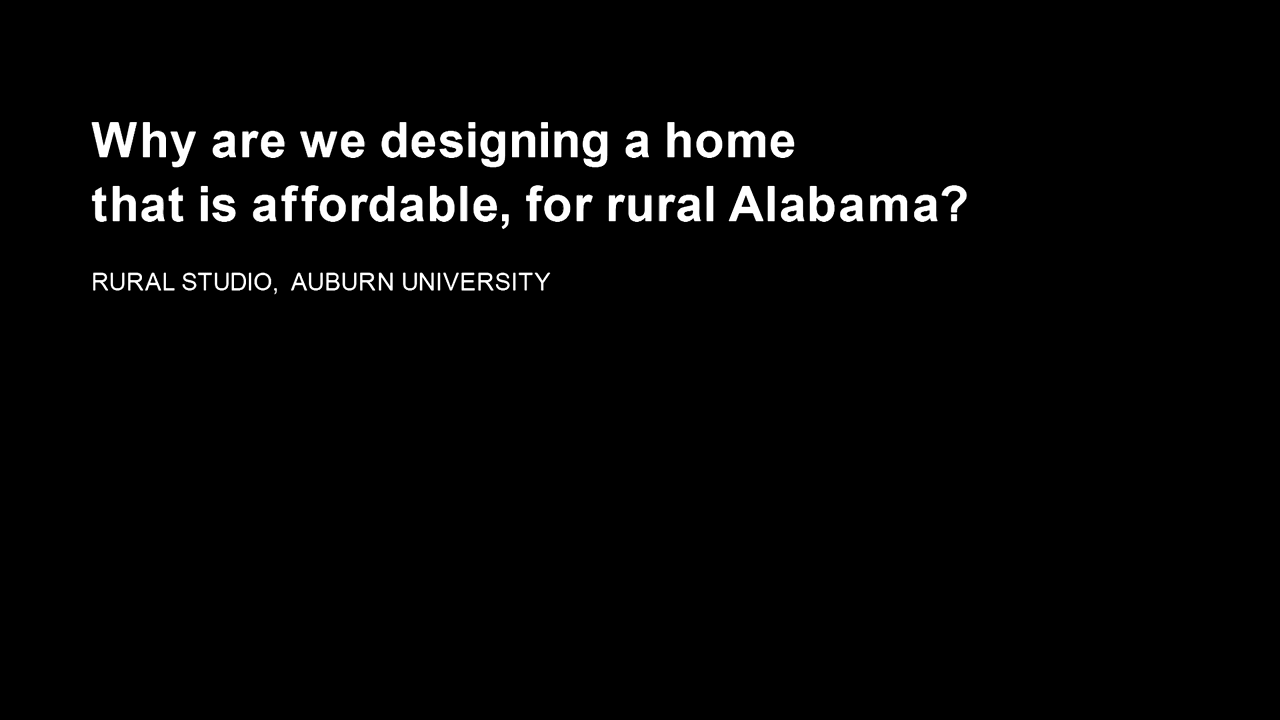 Why are we designing a home
that is affordable, for rural Alabama?
RURAL STUDIO,  AUBURN UNIVERSITY